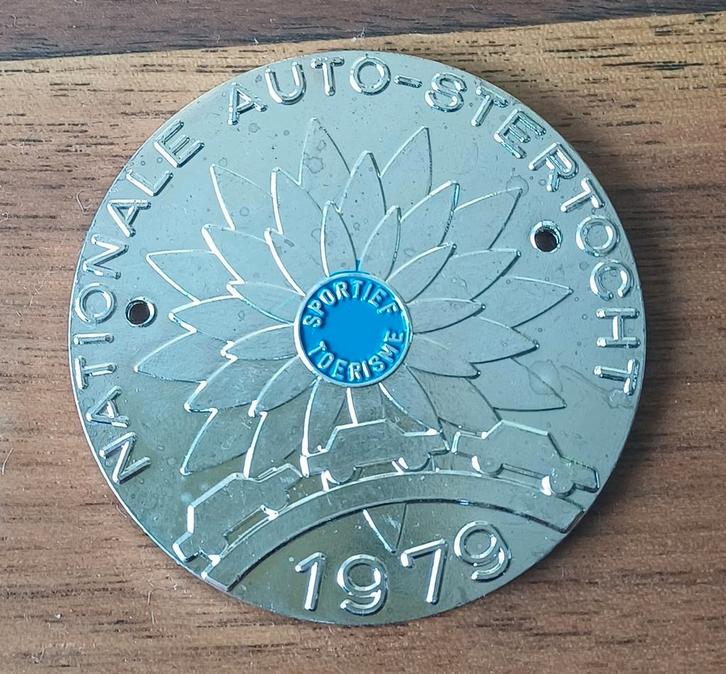 NATIONALE AUTO-STERTOCHT
SPORTIEF
TOERISME
1979